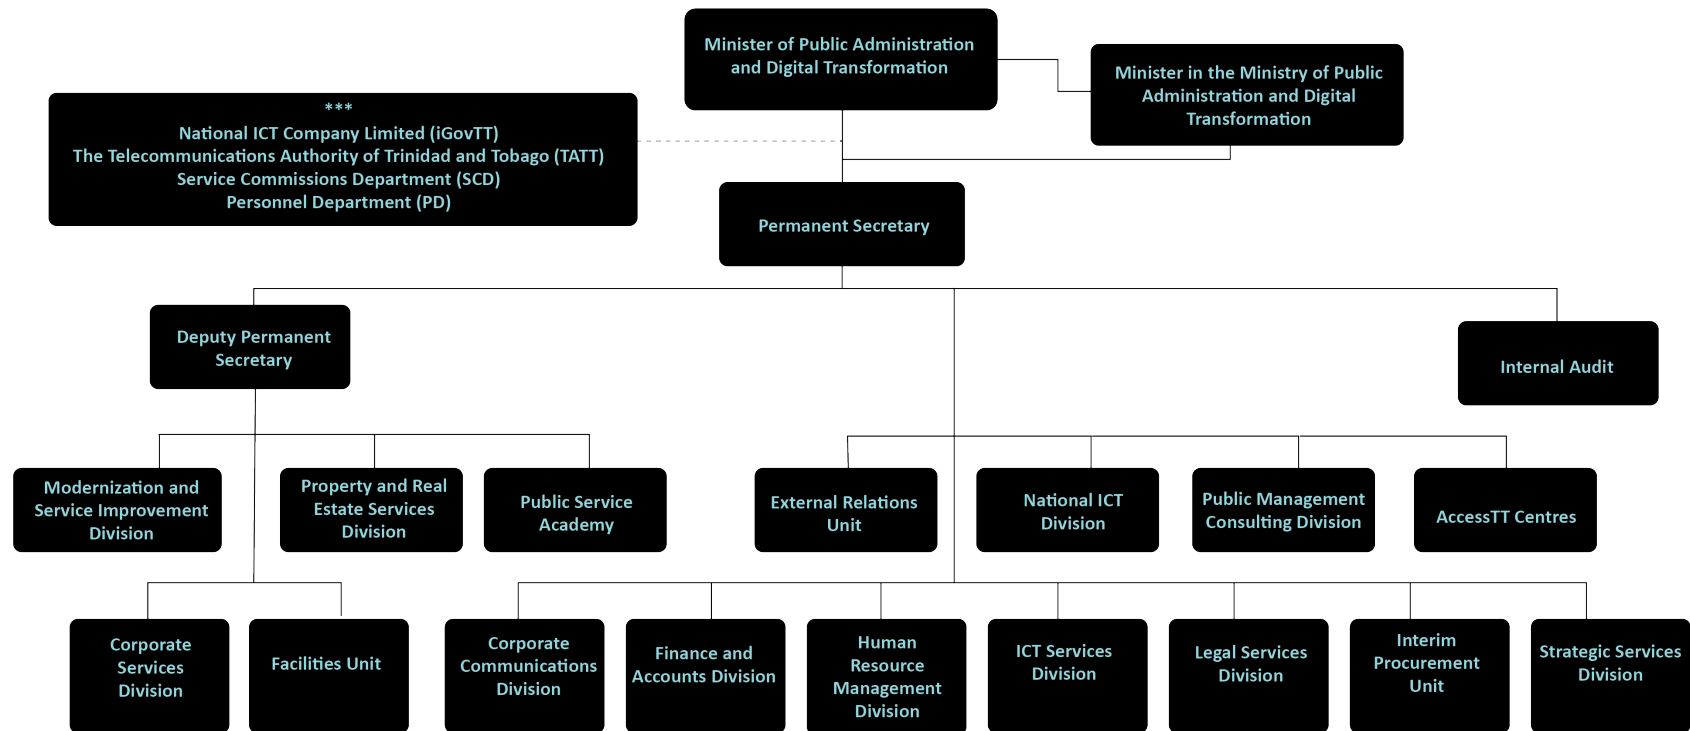 Minister of Public Administration
and Digital Transformation
Minister in the Ministry of Public
Administration and Digital
Transformation
***
National ICT Company Limited (iGovTT)
The Telecommunications Authority of Trinidad and Tobago (TATT)
Service Commissions Department (SCD)
Personnel Department (PD)
Permanent Secretary
Deputy Permanent
Secretary
Internal Audit
Modernization and
Service Improvement
Division
Property and Real
Estate Services
Division
Public Service
Academy
External Relations
Unit
National ICT
Division
Public Management
Consulting Division
AccessTT Centres
Corporate
Services
Division
Facilities Unit
Corporate
Communications
Division
Finance and
Accounts Division
Human
Resource
Management
Division
ICT Services
Division
Legal Services
Division
Interim
Procurement
Unit
Strategic Services
Division